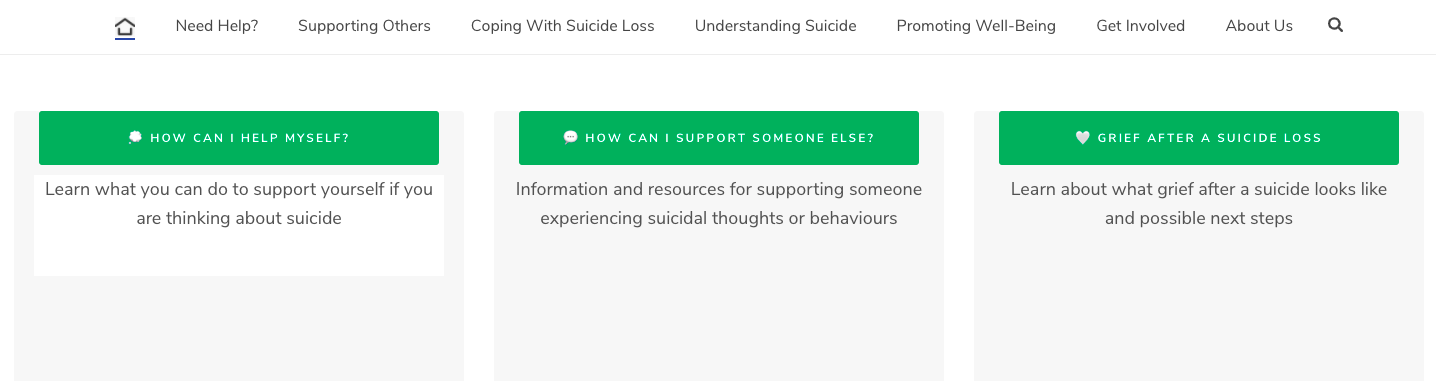 Need Help? Supporting Others Coping With Suicide Loss Understanding Suicide Promoting Well-Being Get Involved About Us
HOW CAN I HELP MYSELF?
Learn what you can do to support yourself if you
are thinking about suicide
HOW CAN I SUPPORT SOMEONE ELSE?
Information and resources for supporting someone
experiencing suicidal thoughts or behaviours
GRIEF AFTER A SUICIDE LOSS
Learn about what grief after a suicide looks like
and possible next steps